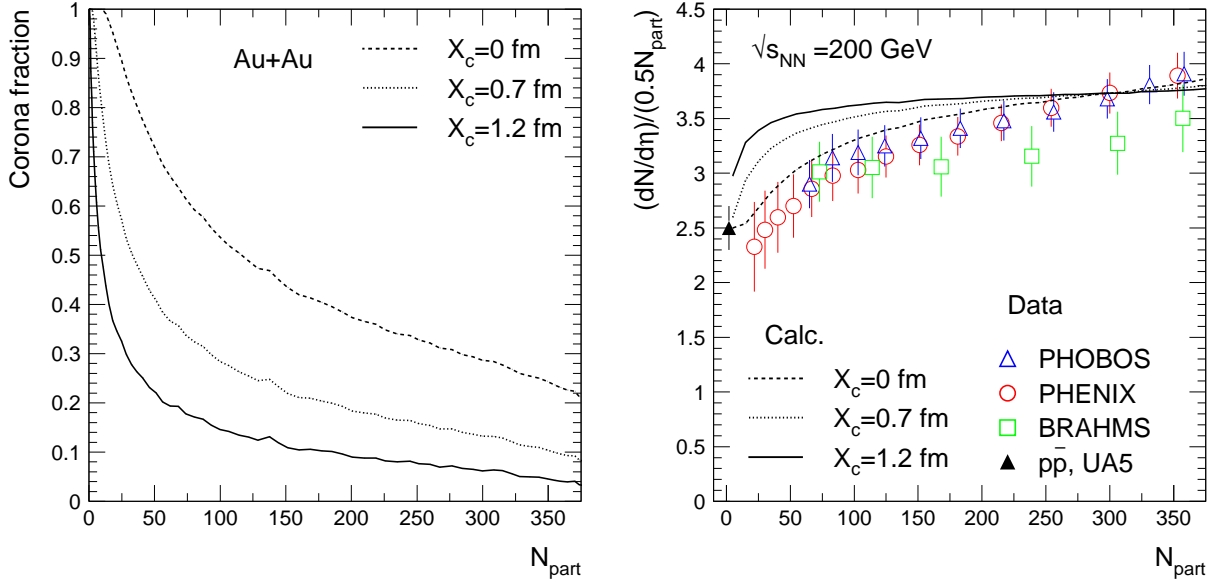 Corona fraction
1
0.9
0.8
0.7
0.6
0.5
0.4
0.3
0.2
0.1
0
Au+Au
X_c=0 fm
X_c=0.7 fm
X_c=1.2 fm
0 50 100 150 200 250 300 350
N_part
(dN/dη)/(0.5N_part)
4.5
4
3.5
3
2.5
2
1.5
1
0.5
0
√s_NN =200 GeV
Calc.
X_c=0 fm
X_c=0.7 fm
X_c=1.2 fm
Data
PHOBOS
PHENIX
BRAHMS
pp̅, UA5
0 50 100 150 200 250 300 350
N_part